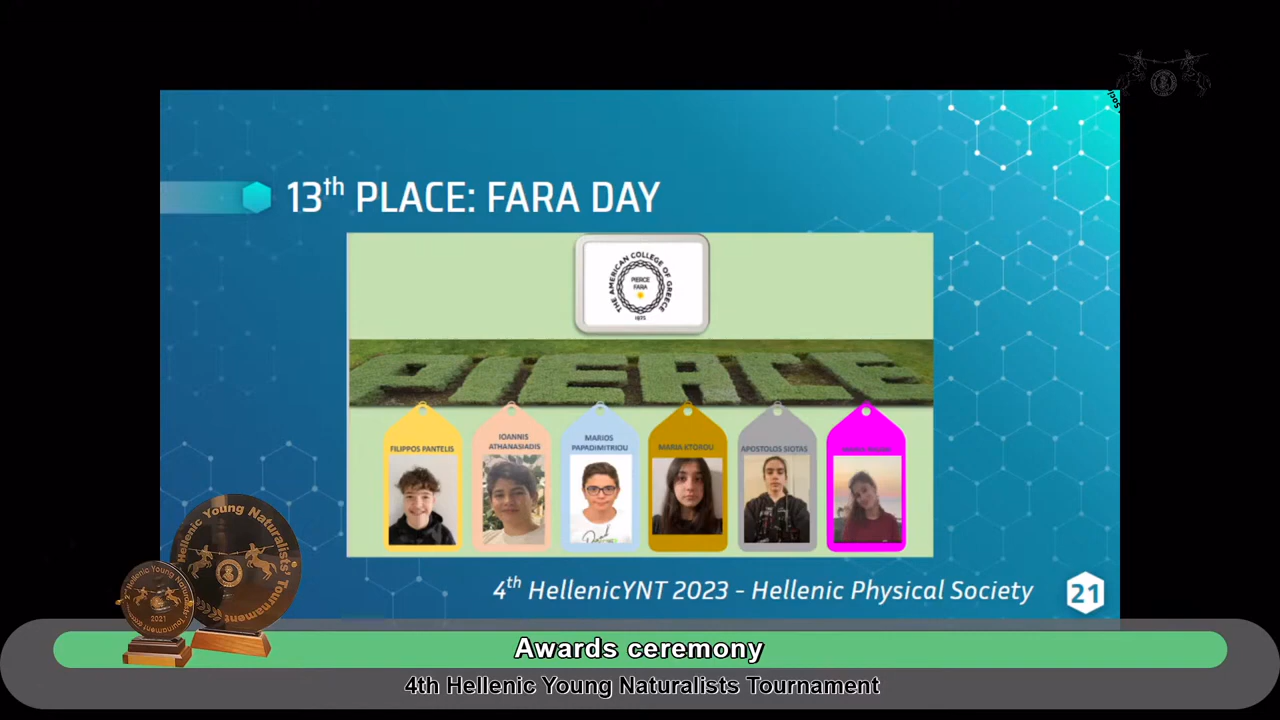 13th PLACE: FARA DAY
THE AMERICAN COLLEGE OF GREECE
PIERCE
FARA
1875
PIERCE
FILIPPOS PANTELIS
IOANNIS
ATHANASIADIS
MARIOS
PAPADIMITRIOU
MARIA KTOROU
APOSTOLOS SIOTAS
4th HellenicYNT 2023 - Hellenic Physical Society
21
Hellenic Young Naturalists' Tournament
2021
Awards ceremony
4th Hellenic Young Naturalists Tournament